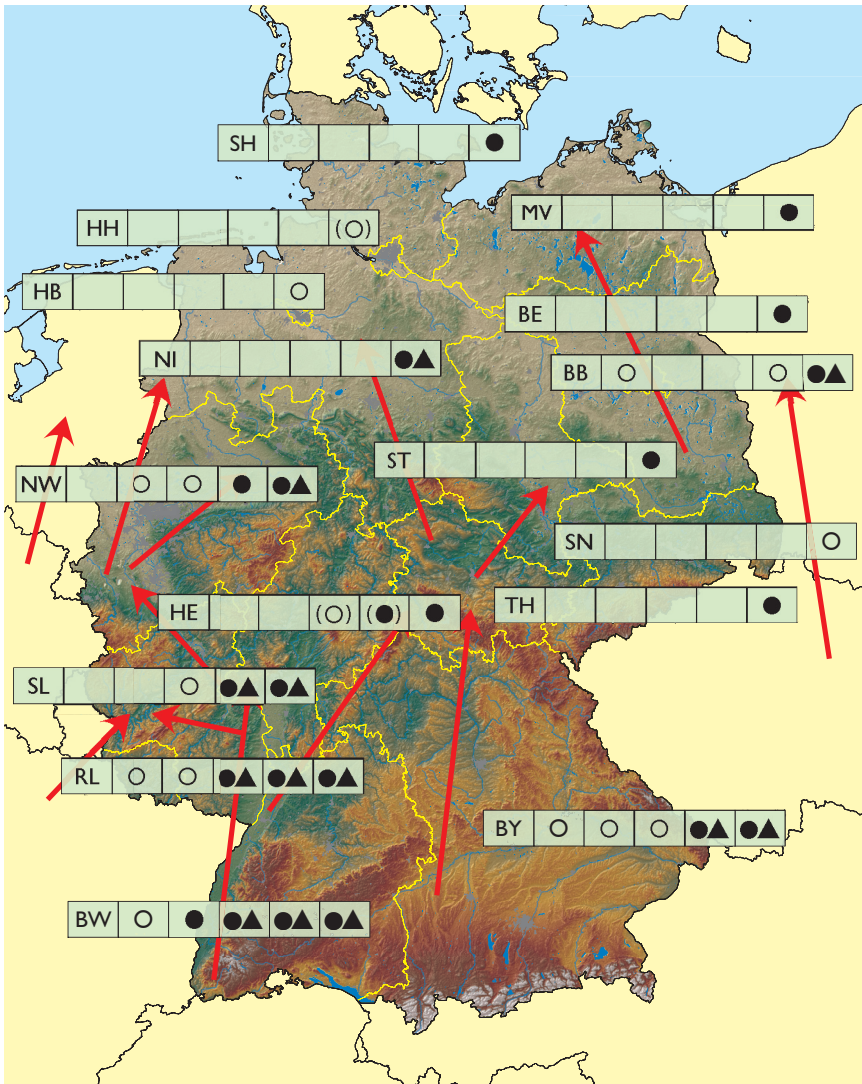 SH
HH (○)
MV
HB
BE
NI
BB
ST
NW
SN
HE (○) (●)
TH
SL
RL
BY
BW